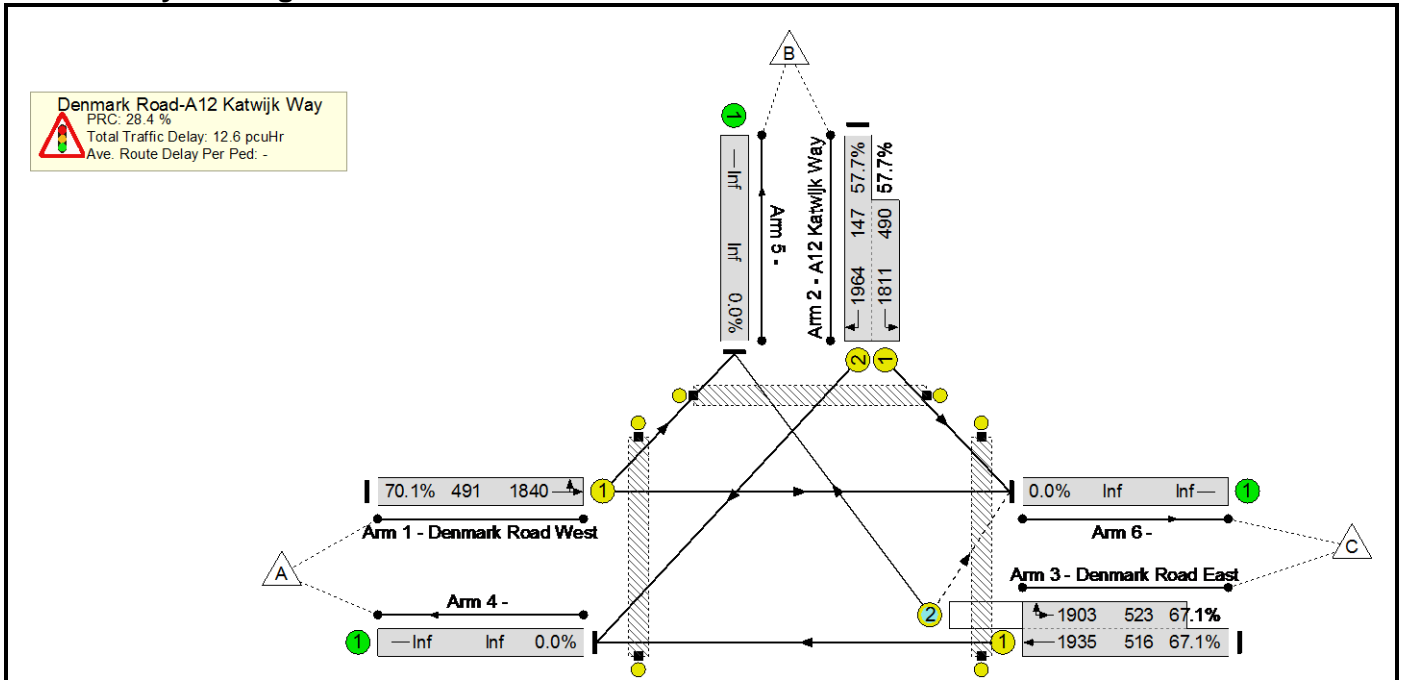 Denmark Road-A12 Katwijk Way
PRC: 28.4 %
Total Traffic Delay: 12.6 pcuHr
Ave. Route Delay Per Ped: -
B
1
Inf Inf 0.0%
Arm 5 -
Arm 2 - A12 Katwijk Way
1964 147 57.7%
1811 490 57.7%
2 1
70.1% 491 1840 1
Arm 1 - Denmark Road West
0.0% Inf Inf 1
Arm 6 -
A
C
Arm 3 - Denmark Road East
Arm 4 -
2 1903 523 67.1%
1 Inf Inf 0.0%
1 1935 516 67.1%